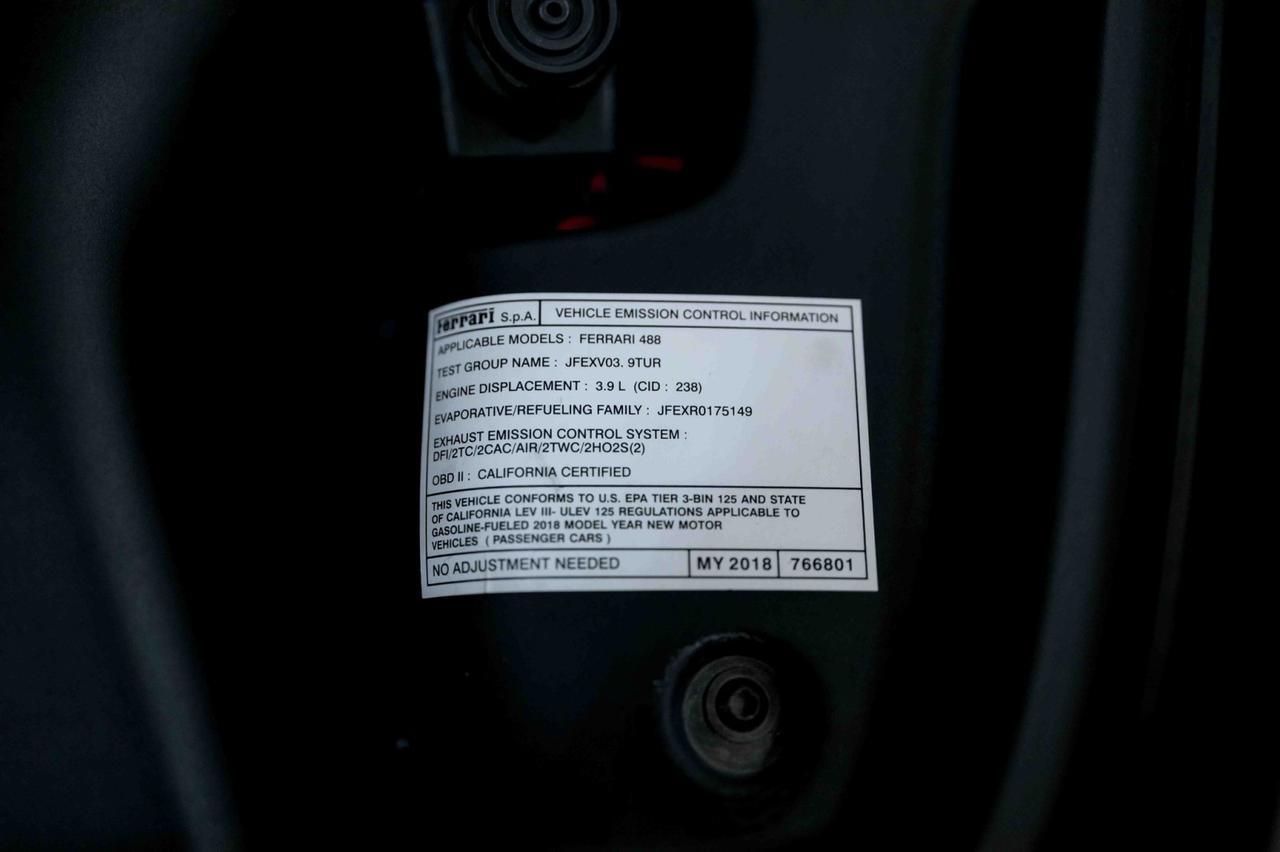 Ferrari S.p.A. VEHICLE EMISSION CONTROL INFORMATION
APPLICABLE MODELS : FERRARI 488
TEST GROUP NAME : JFEXV03. 9TUR
ENGINE DISPLACEMENT : 3.9 L (CID : 238)
EVAPORATIVE/REFUELING FAMILY : JFEXR0175149
EXHAUST EMISSION CONTROL SYSTEM :
DFI/2TC/2CAC/AIR/2TWC/2HO2S(2)
OBD II : CALIFORNIA CERTIFIED
THIS VEHICLE CONFORMS TO U.S. EPA TIER 3-BIN 125 AND STATE
OF CALIFORNIA LEV III- ULEV 125 REGULATIONS APPLICABLE TO
GASOLINE-FUELED 2018 MODEL YEAR NEW MOTOR
VEHICLES ( PASSENGER CARS )
NO ADJUSTMENT NEEDED MY 2018 766801